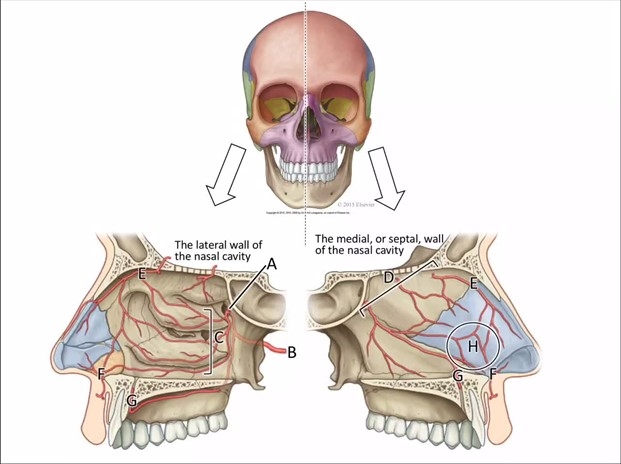 © 2015 Elsevier
The lateral wall of
the nasal cavity
The medial, or septal, wall
of the nasal cavity
A
E
D
E
C
H
B
F
G
F
G